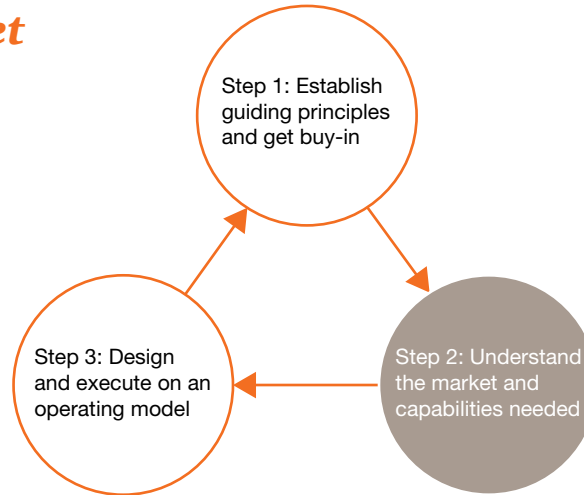 et
Step 1: Establish
guiding principles
and get buy-in
Step 2: Understand
the market and
capabilities needed
Step 3: Design
and execute on an
operating model